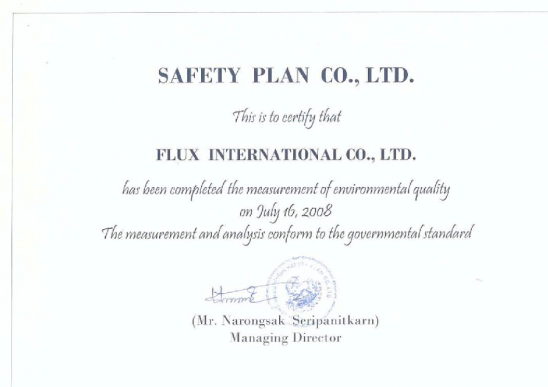 SAFETY PLAN CO., LTD.
This is to certify that
FLUX INTERNATIONAL CO., LTD.
has been completed the measurement of environmental quality
on July 16, 2008
The measurement and analysis conform to the governmental standard
(Mr. Narongsak Seripanitkarn)
Managing Director